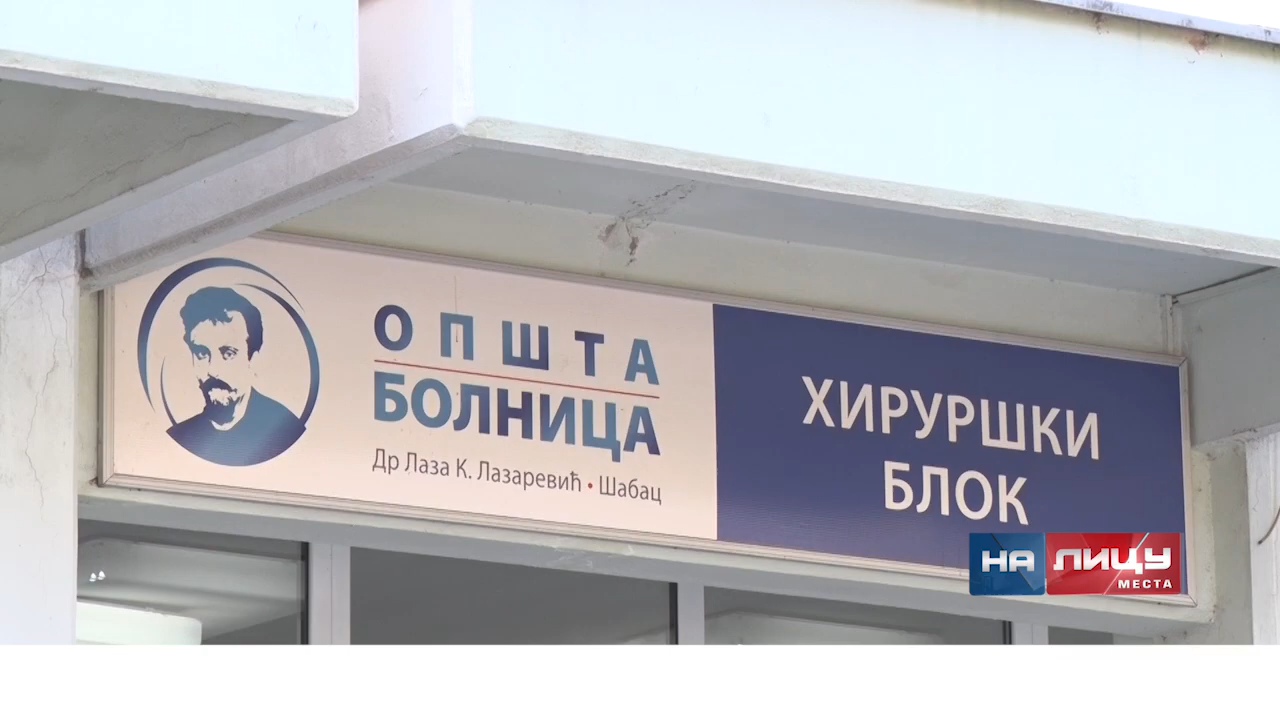 ОПШТА
БОЛНИЦА
Др Лаза К. Лазаревић • Шабац
ХИРУРШКИ
БЛОК
НА ЛИЦУ
МЕСТА